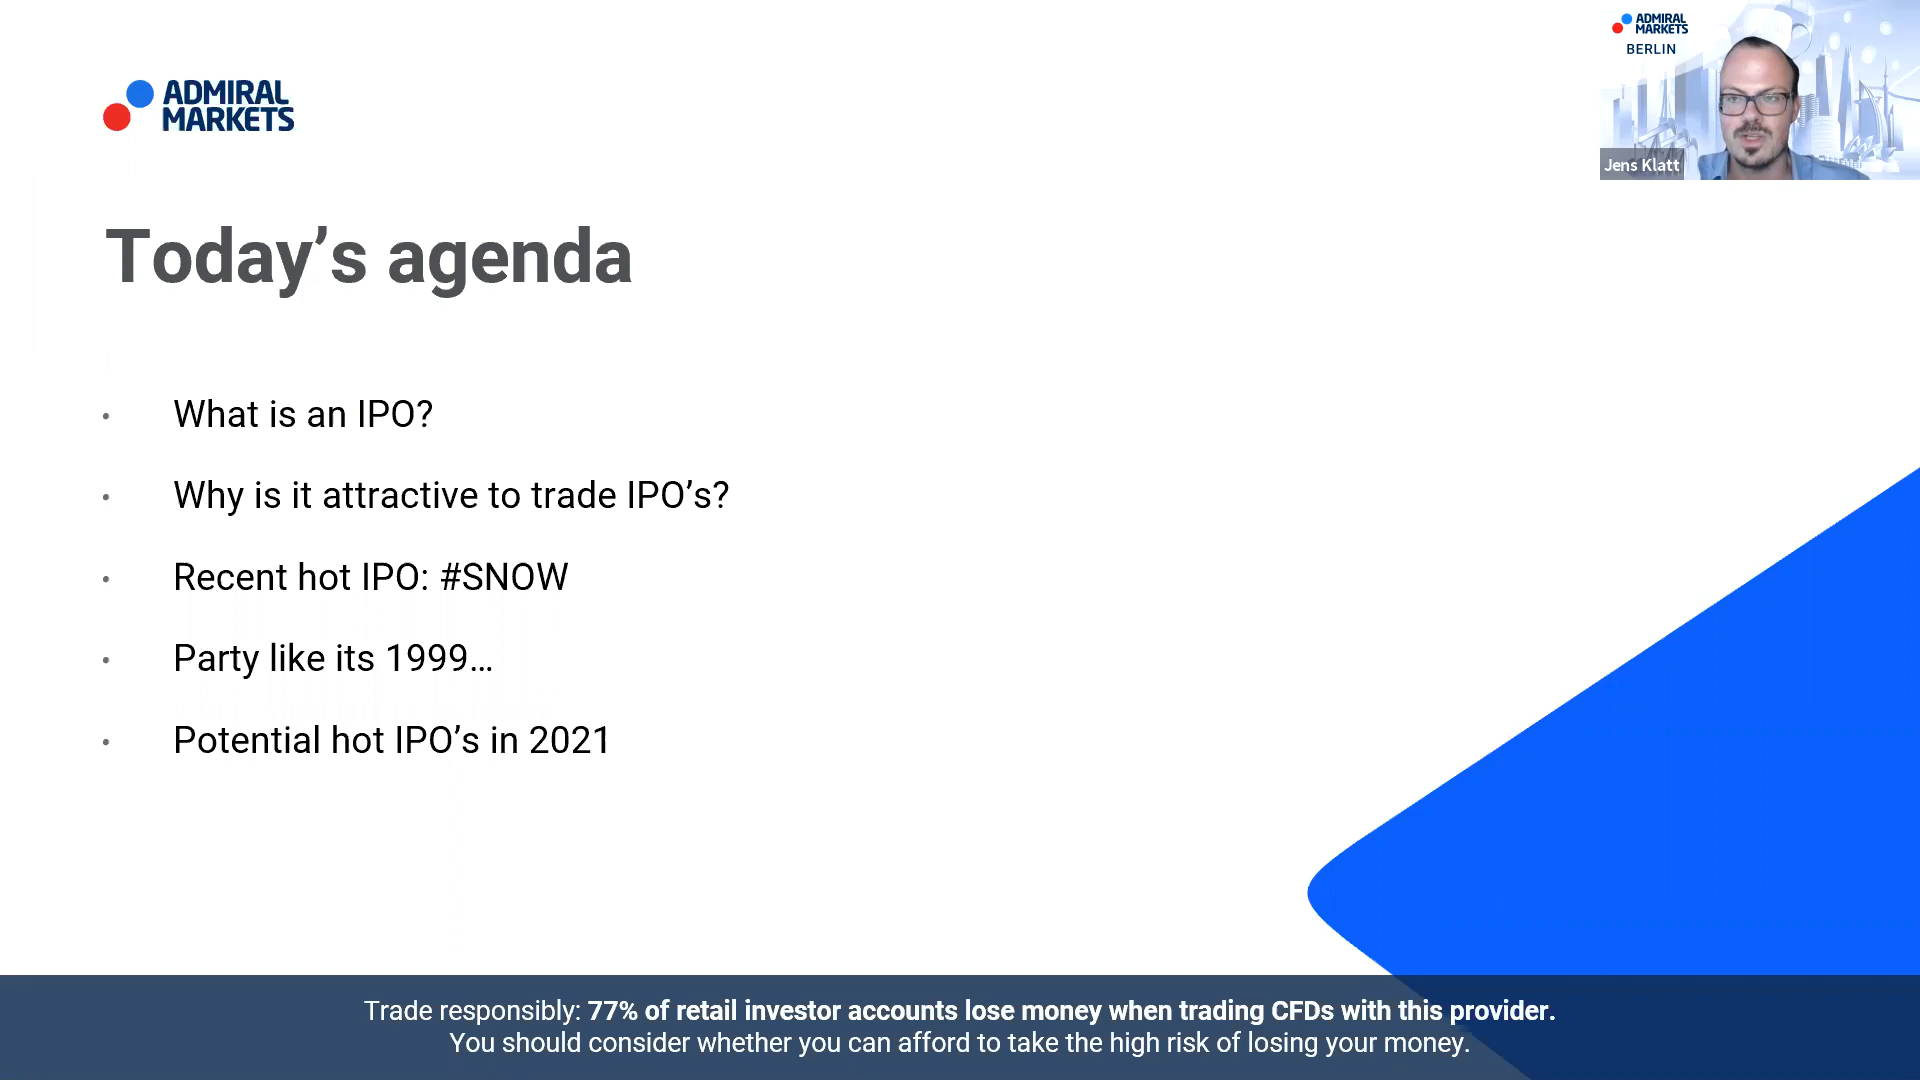 ADMIRAL
MARKETS
ADMIRAL
MARKETS
BERLIN
Jens Klatt
Today’s agenda
• What is an IPO?
• Why is it attractive to trade IPO’s?
• Recent hot IPO: #SNOW
• Party like its 1999…
• Potential hot IPO’s in 2021
Trade responsibly: 77% of retail investor accounts lose money when trading CFDs with this provider.
You should consider whether you can afford to take the high risk of losing your money.